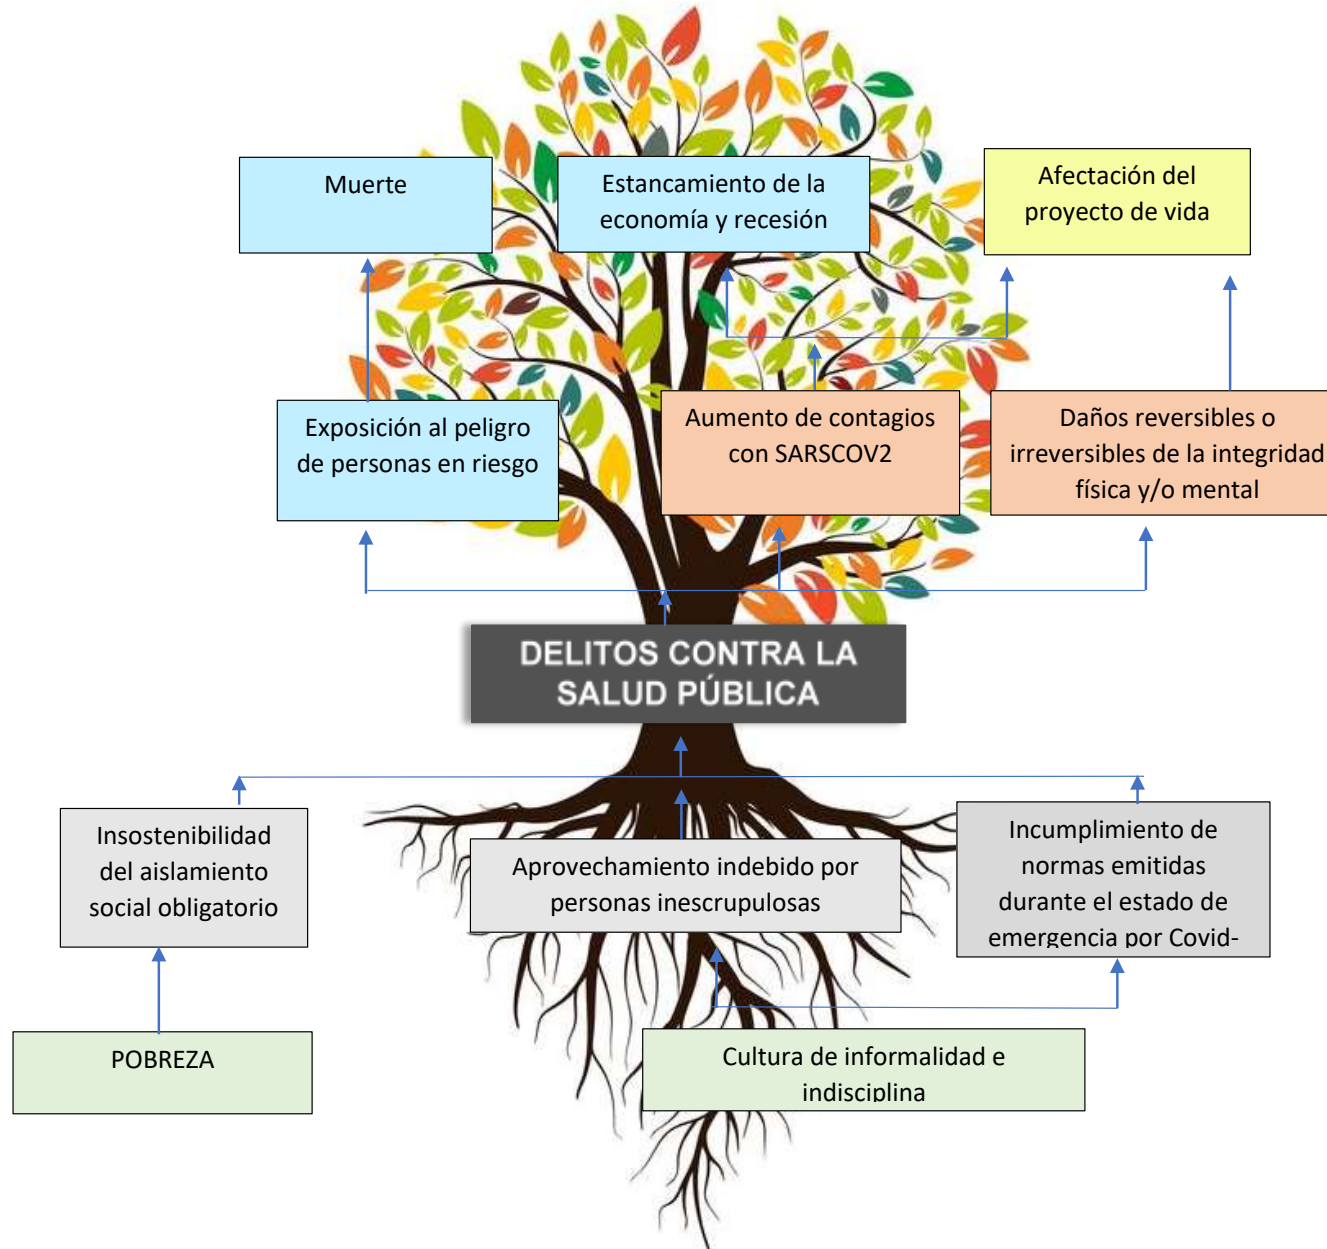 Muerte
Estancamiento de la
economía y recesión
Afectación del
proyecto de vida
Exposición al peligro
de personas en riesgo
Aumento de contagios
con SARSCOV2
Daños reversibles o
irreversibles de la integridad
física y/o mental
DELITOS CONTRA LA
SALUD PÚBLICA
Insostenibilidad
del aislamiento
social obligatorio
Aprovechamiento indebido por
personas inescrupulosas
Incumplimiento de
normas emitidas
durante el estado de
emergencia por Covid-
POBREZA
Cultura de informalidad e
indisciplina